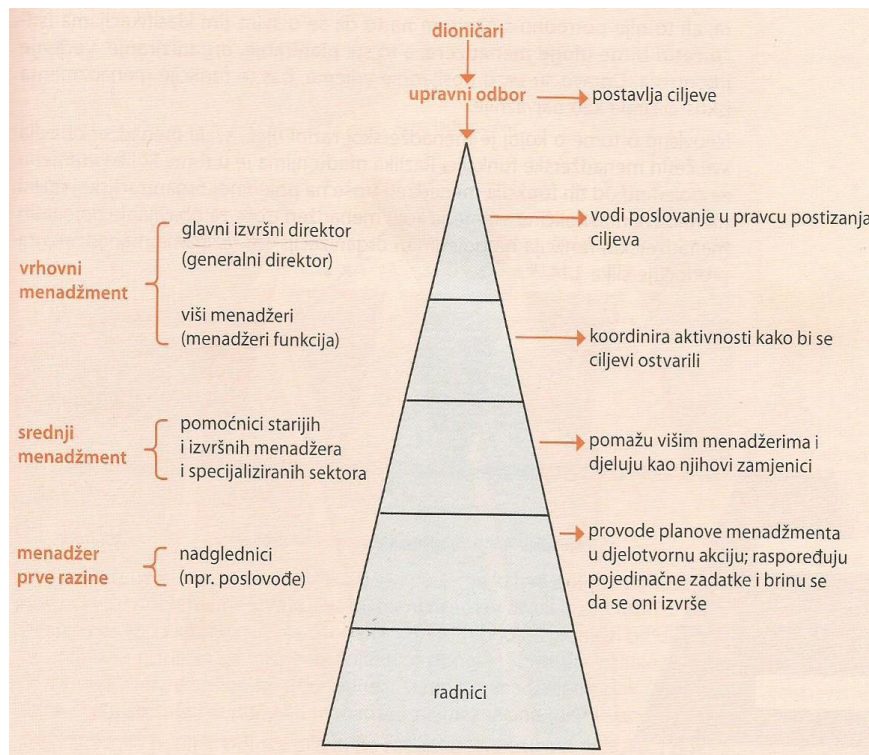 dioničari
upravni odbor
postavlja ciljeve
glavni izvršni direktor
(generalni direktor)
vrhovni
menadžment
viši menadžeri
(menadžeri funkcija)
vodi poslovanje u pravcu postizanja
ciljeva
koordinira aktivnosti kako bi se
ciljevi ostvarili
srednji
menadžment
pomoćnici starijih
i izvršnih menadžera
i specijaliziranih sektora
pomažu višim menadžerima i
djeluju kao njihovi zamjenici
menadžer
prve razine
nadglednici
(npr. poslovođe)
provode planove menadžmenta
u djelotvornu akciju; raspoređuju
pojedinačne zadatke i brinu se
da se oni izvrše
radnici